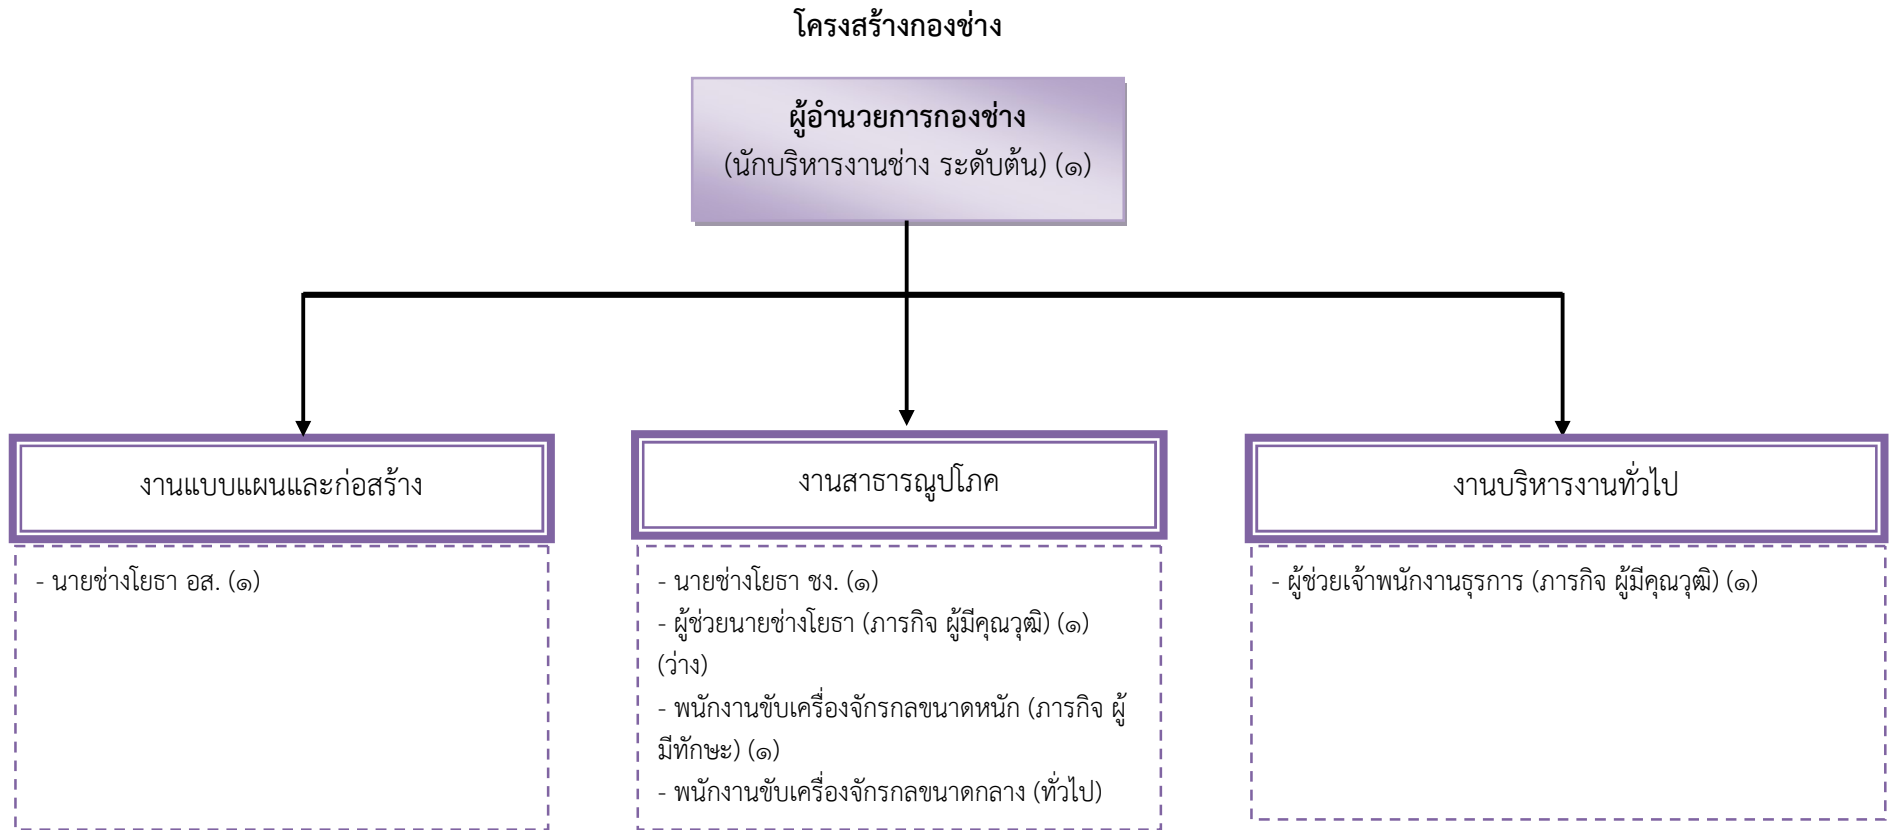 โครงสร้างกองช่าง
ผู้อำนวยการกองช่าง
(นักบริหารงานช่าง ระดับต้น) (๑)
งานแบบแผนและก่อสร้าง
- นายช่างโยธา อส. (๑)
งานสาธารณูปโภค
- นายช่างโยธา ชง. (๑)
- ผู้ช่วยนายช่างโยธา (ภารกิจ ผู้มีคุณวุฒิ) (๑)
(ว่าง)
- พนักงานขับเครื่องจักรกลขนาดหนัก (ภารกิจ ผู้
มีทักษะ) (๑)
- พนักงานขับเครื่องจักรกลขนาดกลาง (ทั่วไป)
งานบริหารงานทั่วไป
- ผู้ช่วยเจ้าพนักงานธุรการ (ภารกิจ ผู้มีคุณวุฒิ) (๑)